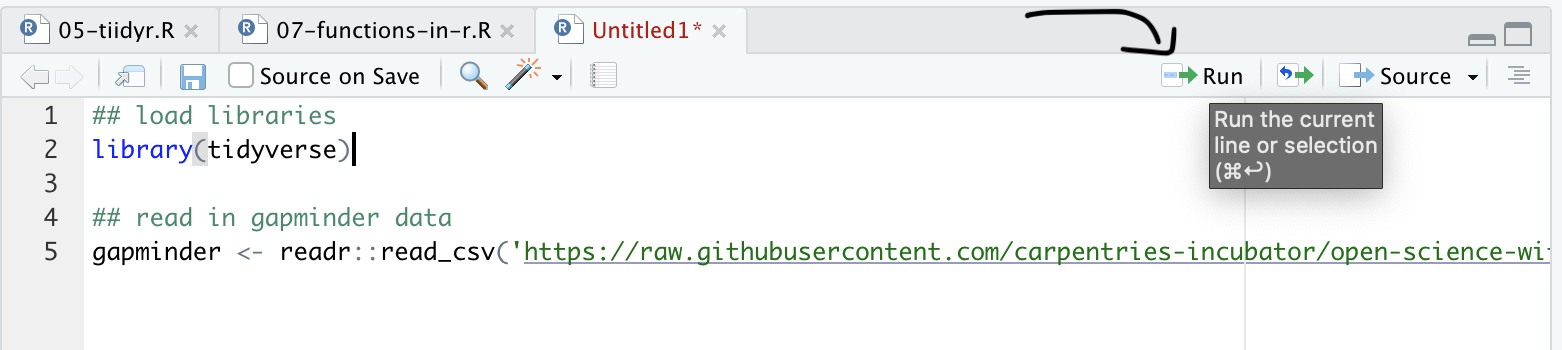 05-tiidyr.R 07-functions-in-r.R Untitled1*
Source on Save Run Source
1 ## load libraries
2 library(tidyverse)
3
4 ## read in gapminder data
5 gapminder <- readr::read_csv('https://raw.githubusercontent.com/carpentries-incubator/open-science-wi
Run the current
line or selection
(⌘↩)